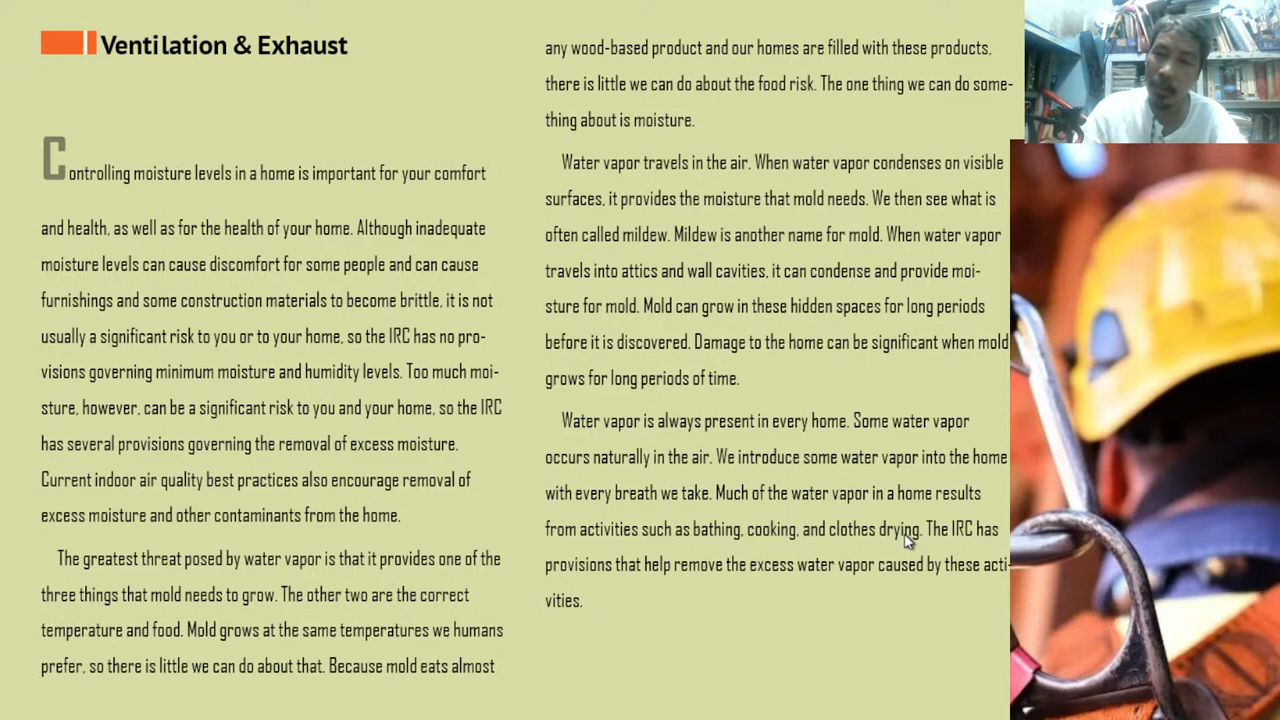 Ventilation & Exhaust
Controlling moisture levels in a home is important for your comfort
and health, as well as for the health of your home. Although inadequate
moisture levels can cause discomfort for some people and can cause
furnishings and some construction materials to become brittle, it is not
usually a significant risk to you or to your home, so the IRC has no pro-
visions governing minimum moisture and humidity levels. Too much moi-
sture, however, can be a significant risk to you and your home, so the IRC
has several provisions governing the removal of excess moisture.
Current indoor air quality best practices also encourage removal of
excess moisture and other contaminants from the home.
The greatest threat posed by water vapor is that it provides one of the
three things that mold needs to grow. The other two are the correct
temperature and food. Mold grows at the same temperatures we humans
prefer, so there is little we can do about that. Because mold eats almost
any wood-based product and our homes are filled with these products,
there is little we can do about the food risk. The one thing we can do some-
thing about is moisture.
Water vapor travels in the air. When water vapor condenses on visible
surfaces, it provides the moisture that mold needs. We then see what is
often called mildew. Mildew is another name for mold. When water vapor
travels into attics and wall cavities, it can condense and provide moi-
sture for mold. Mold can grow in these hidden spaces for long periods
before it is discovered. Damage to the home can be significant when mold
grows for long periods of time.
Water vapor is always present in every home. Some water vapor
occurs naturally in the air. We introduce some water vapor into the home
with every breath we take. Much of the water vapor in a home results
from activities such as bathing, cooking, and clothes drying. The IRC has
provisions that help remove the excess water vapor caused by these acti-
vities.